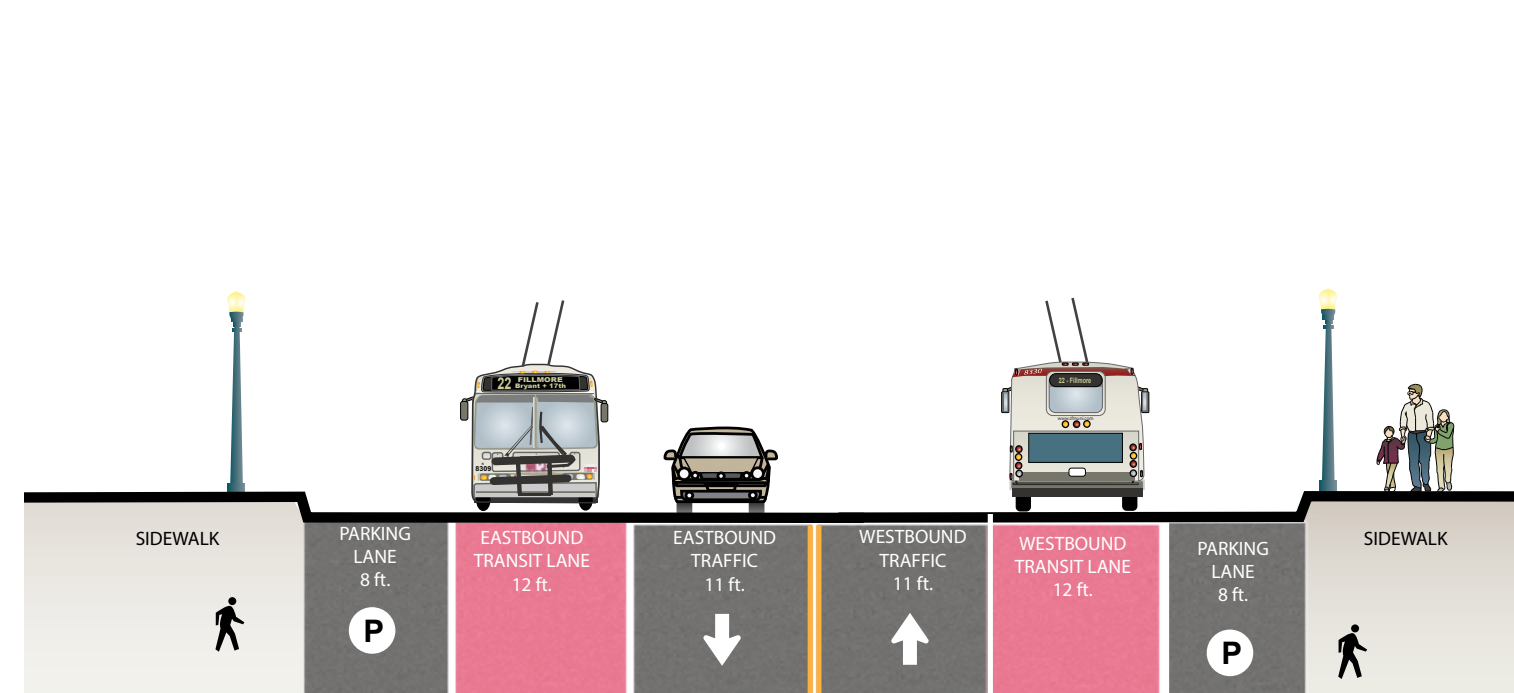 22 FILLMORE
Bryant + 17th
8309
8330
22 - Fillmore
SIDEWALK
PARKING
LANE
8 ft.
P
EASTBOUND
TRANSIT LANE
12 ft.
EASTBOUND
TRAFFIC
11 ft.
WESTBOUND
TRAFFIC
11 ft.
WESTBOUND
TRANSIT LANE
12 ft.
PARKING
LANE
8 ft.
P
SIDEWALK